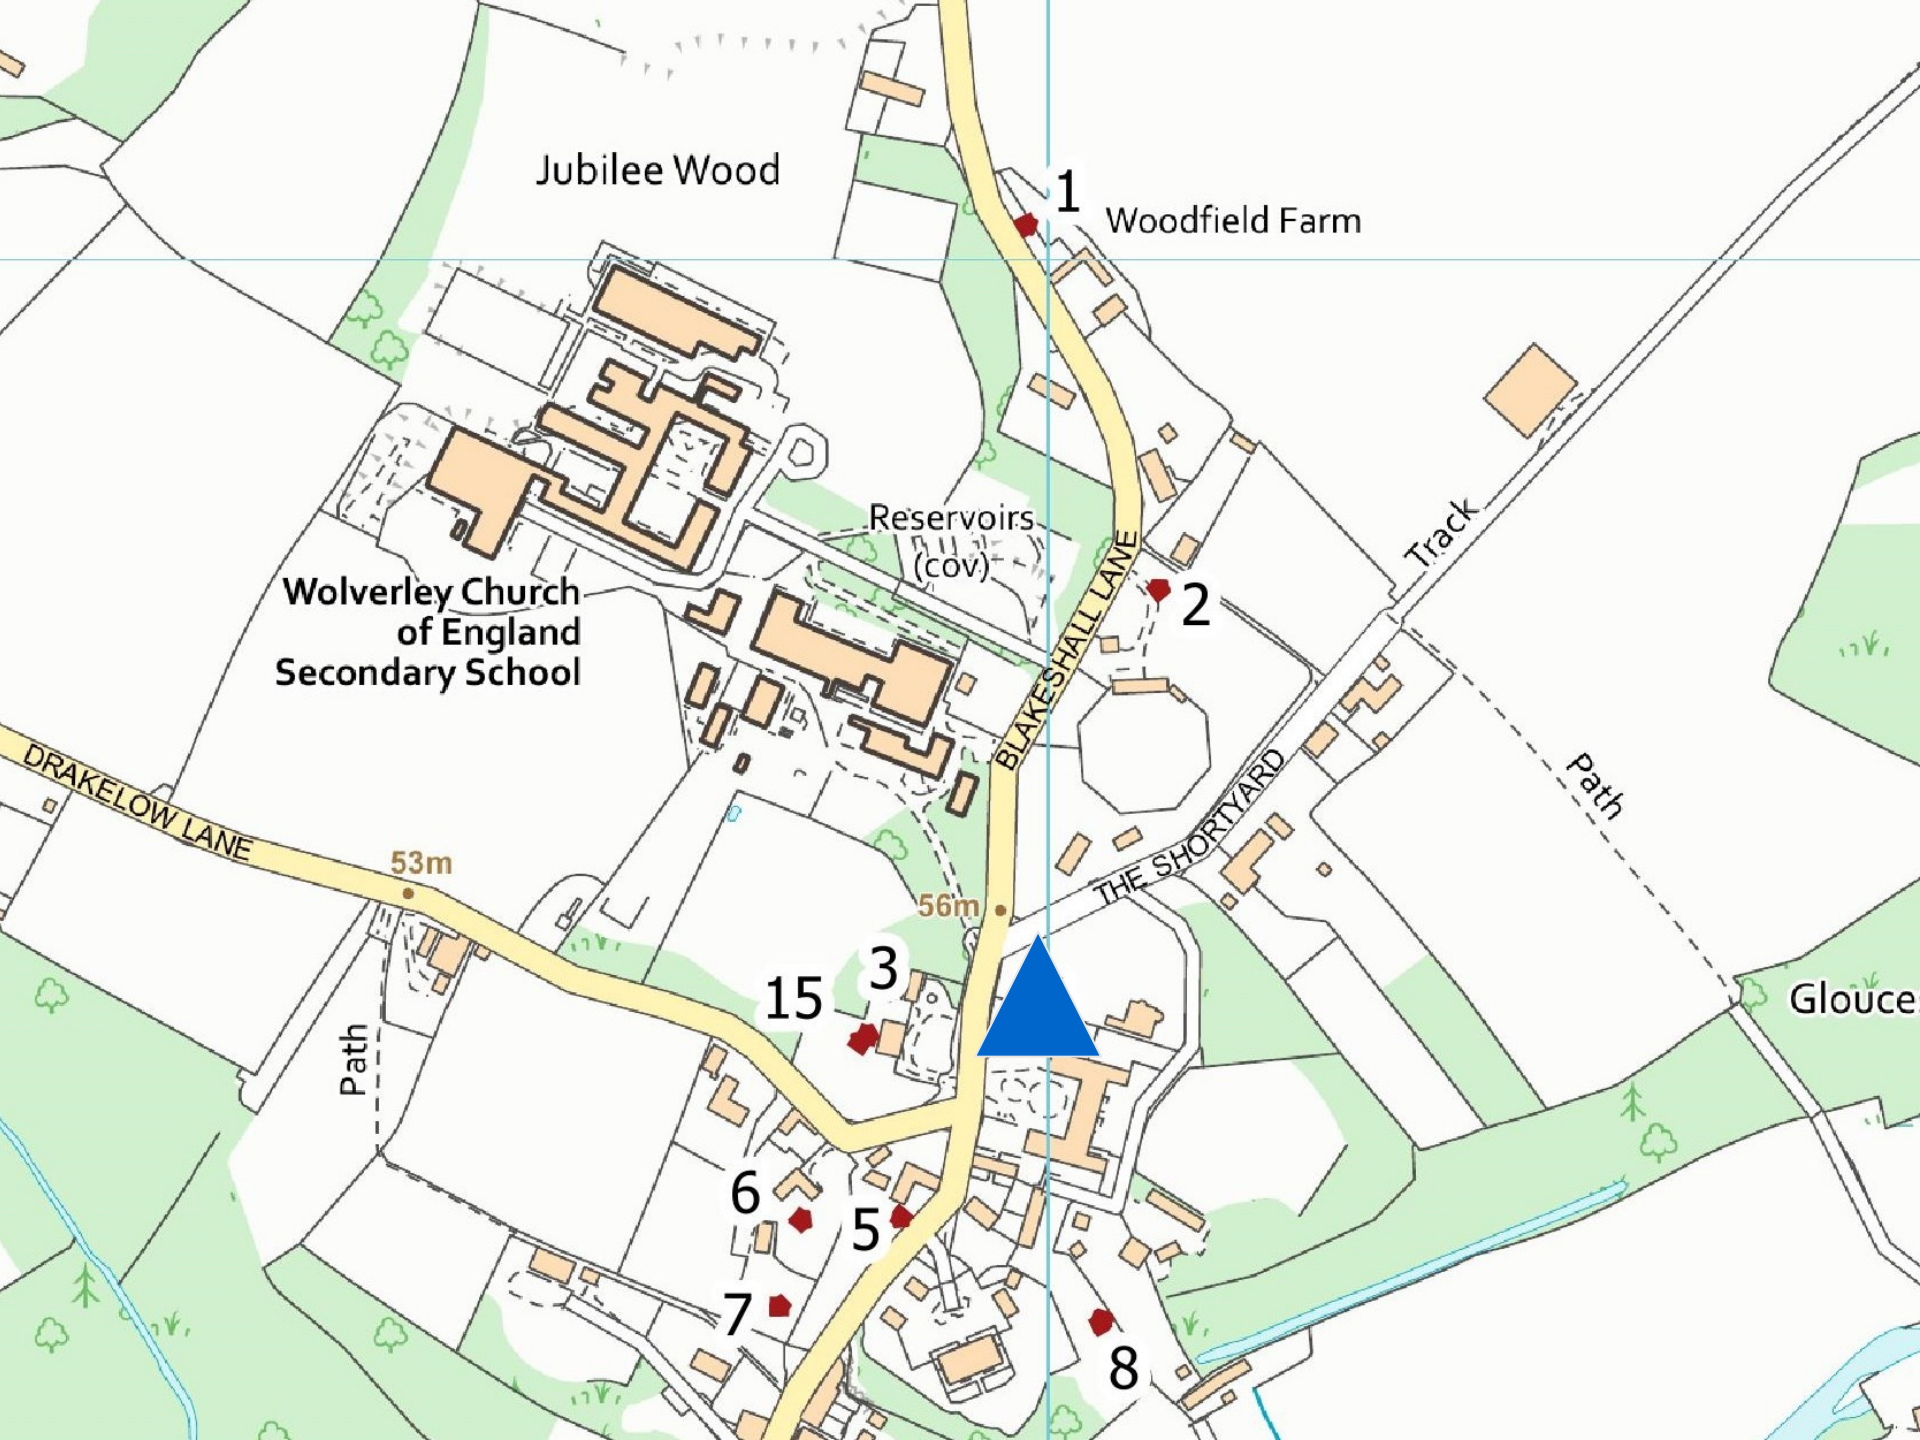 Jubilee Wood
1
Woodfield Farm
Track
Reservoirs
(cov)
Wolverley Church
of England
Secondary School
BLAKESHALL LANE
2
DRAKELOW LANE
THE SHORTYARD
Path
53m
56m
3
15
Path
6
5
7
8